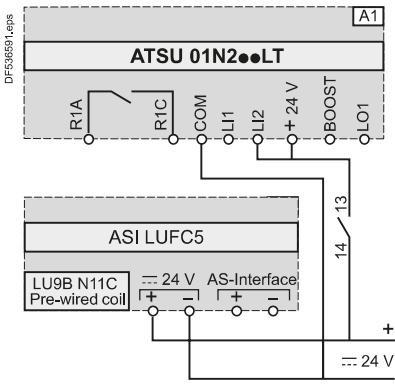 DF536591.eps
A1
ATSU 01N2●●LT
R1A
R1C
COM
LI1
LI2
+ 24 V
BOOST
LO1
13
14
ASI LUFC5
LU9B N11C
Pre-wired coil
⎓ 24 V
AS-Interface
+ − + −
+
⎓ 24 V